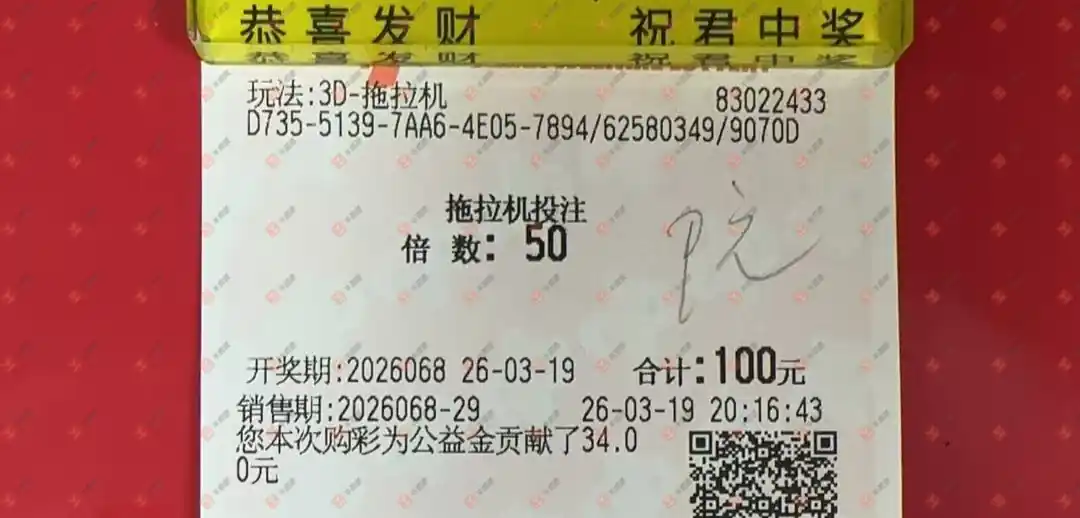 恭喜发财 祝君中奖
玩法:3D-拖拉机 83022433
D735-5139-7AA6-4E05-7894/62580349/9070D
拖拉机投注
倍 数: 50
开奖期:2026068 26-03-19 合计:100元
销售期:2026068-29 26-03-19 20:16:43
您本次购彩为公益金贡献了34.0
0元